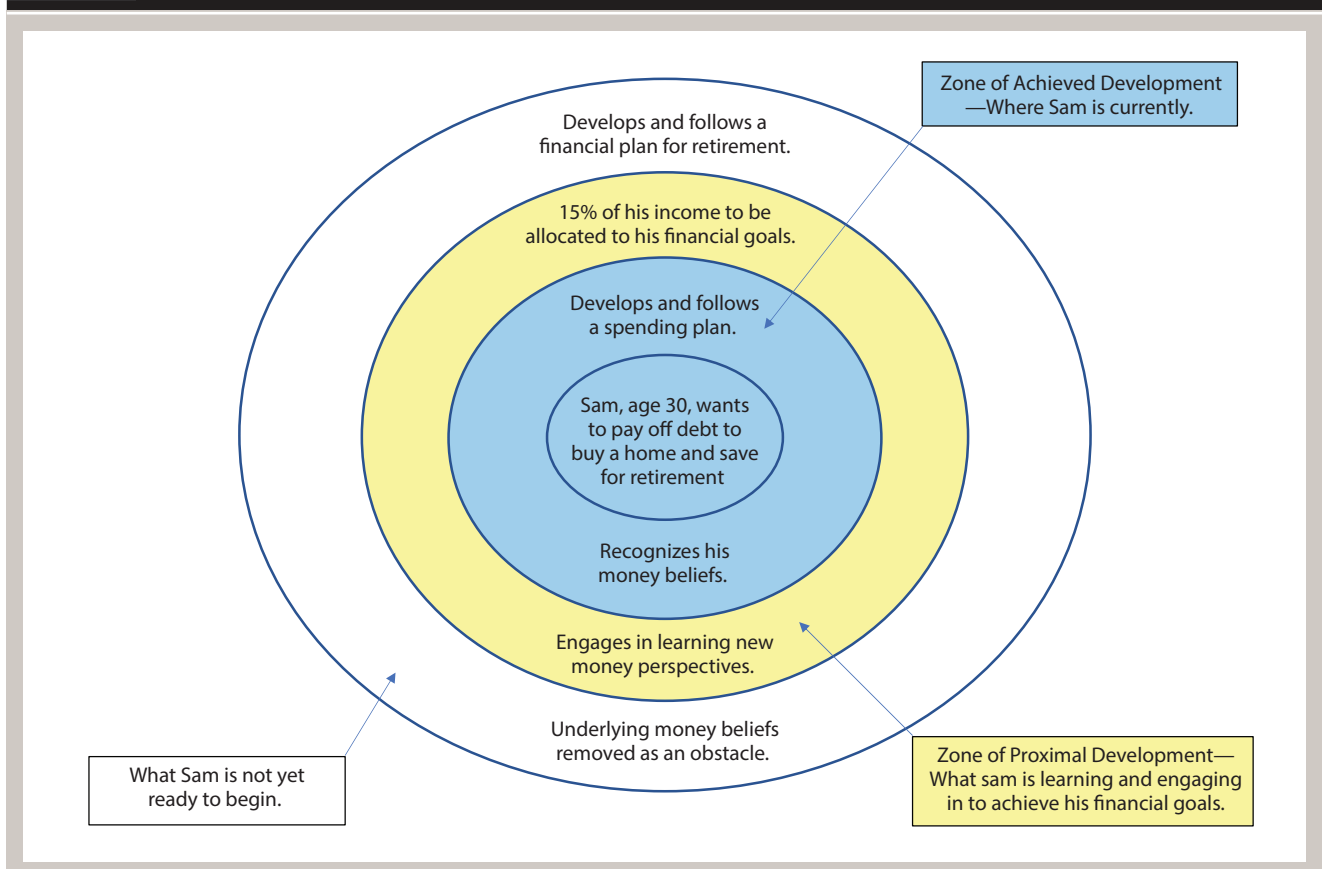 Zone of Achieved Development
—Where Sam is currently.
Develops and follows a
financial plan for retirement.
15% of his income to be
allocated to his financial goals.
Develops and follows
a spending plan.
Sam, age 30, wants
to pay off debt to
buy a home and save
for retirement
Recognizes his
money beliefs.
Engages in learning new
money perspectives.
Underlying money beliefs
removed as an obstacle.
What Sam is not yet
ready to begin.
Zone of Proximal Development—
What sam is learning and engaging
in to achieve his financial goals.